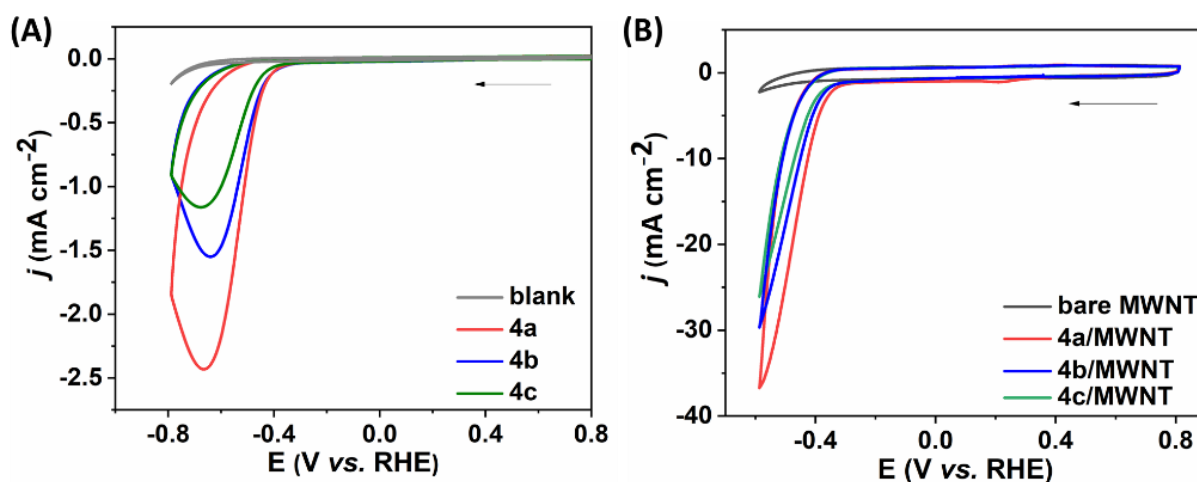 (A)
0.0
-0.5
-1.0
-1.5
-2.0
-2.5
j (mA cm⁻²)
blank
4a
4b
4c
-0.8
-0.4
0.0
0.4
0.8
E (V vs. RHE)
(B)
0
-10
-20
-30
-40
j (mA cm⁻²)
bare MWNT
4a/MWNT
4b/MWNT
4c/MWNT
-0.4
0.0
0.4
0.8
E (V vs. RHE)